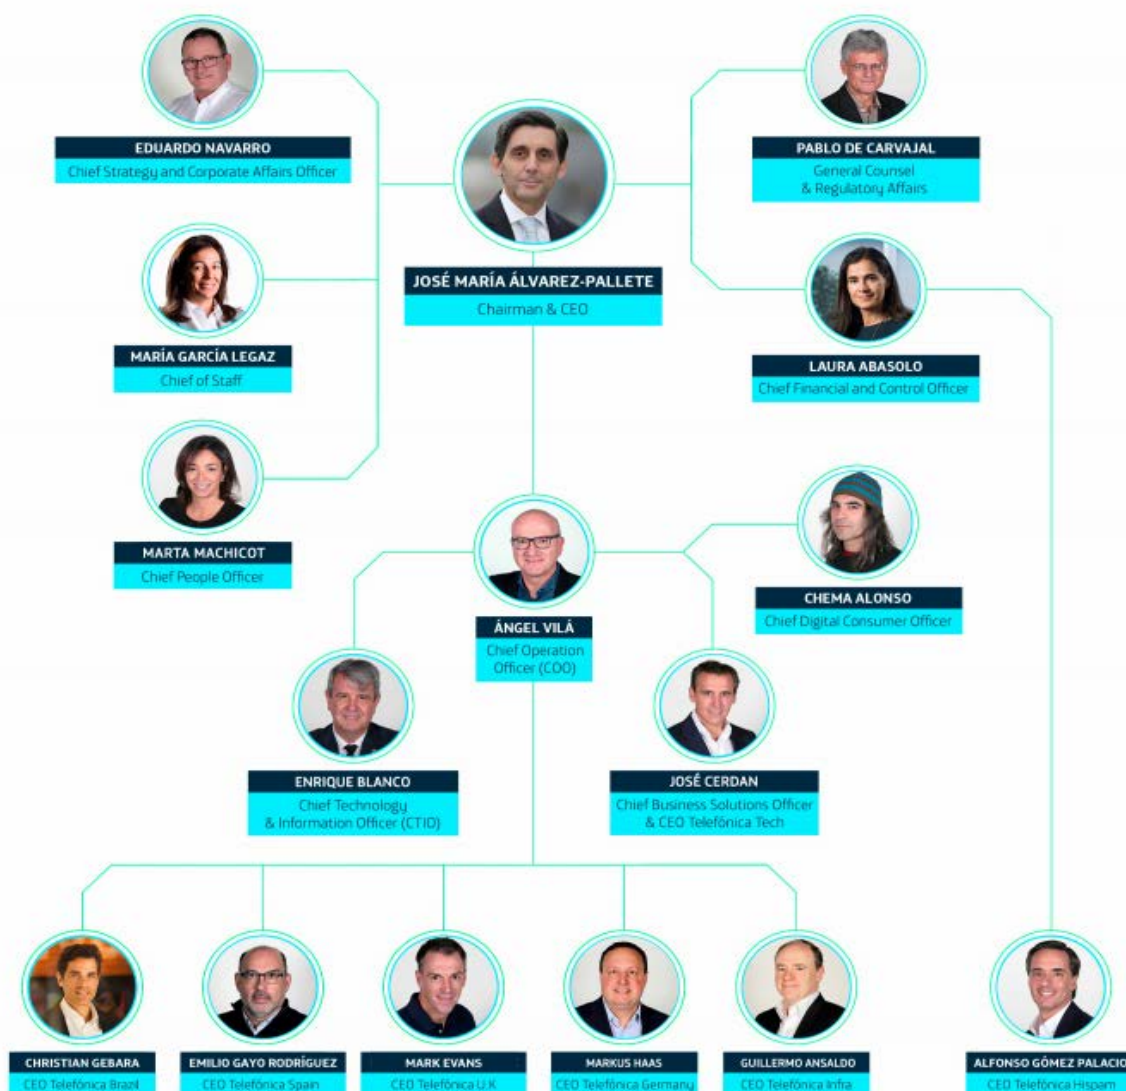 EDUARDO NAVARRO
Chief Strategy and Corporate Affairs Officer
PABLO DE CARVAJAL
General Counsel
& Regulatory Affairs
JOSÉ MARÍA ÁLVAREZ-PALLETE
Chairman & CEO
MARÍA GARCÍA LEGAZ
Chief of Staff
LAURA ABASOLO
Chief Financial and Control Officer
MARTA MACHICOT
Chief People Officer
CHEMA ALONSO
Chief Digital Consumer Officer
ÁNGEL VILÁ
Chief Operation
Officer (COO)
ENRIQUE BLANCO
Chief Technology
& Information Officer (CTIO)
JOSÉ CERDAN
Chief Business Solutions Officer
& CEO Telefónica Tech
CHRISTIAN GEBARA
CEO Telefónica Brazil
EMILIO GAYO RODRÍGUEZ
CEO Telefónica Spain
MARK EVANS
CEO Telefónica U.K
MARKUS HAAS
CEO Telefónica Germany
GUILLERMO ANSALDO
CEO Telefónica Infra
ALFONSO GÓMEZ PALACIO
CEO Telefónica Hispam